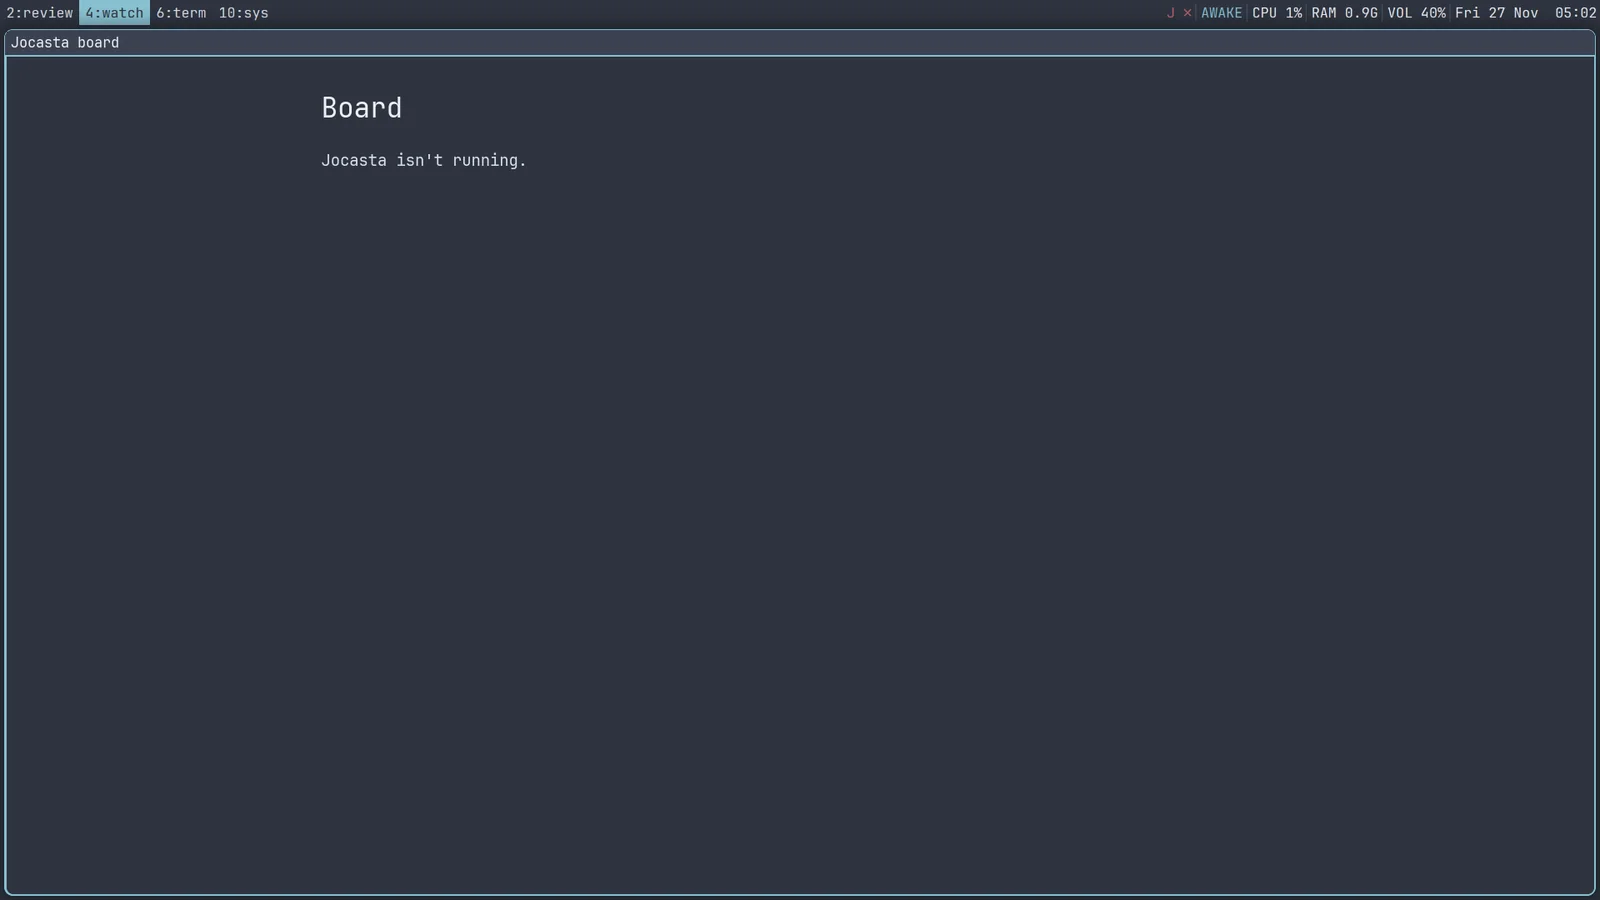 2:review 4:watch 6:term 10:sys J × AWAKE CPU 1% RAM 0.9G VOL 40% Fri 27 Nov 05:02
Jocasta board
Board
Jocasta isn't running.